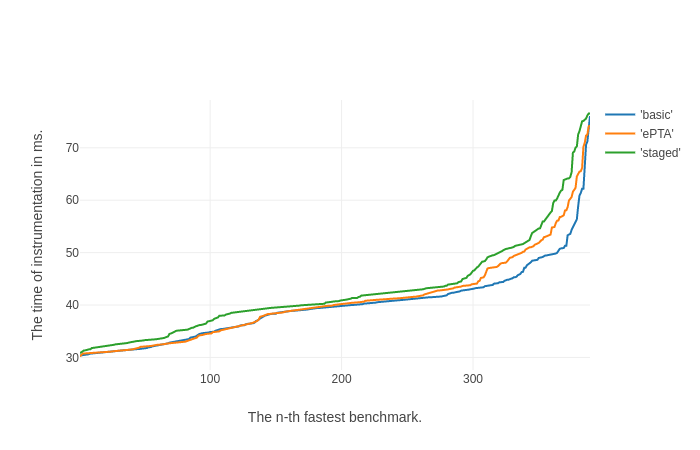 'basic'
'ePTA'
'staged'
The time of instrumentation in ms.
70
60
50
40
30
100
200
300
The n-th fastest benchmark.